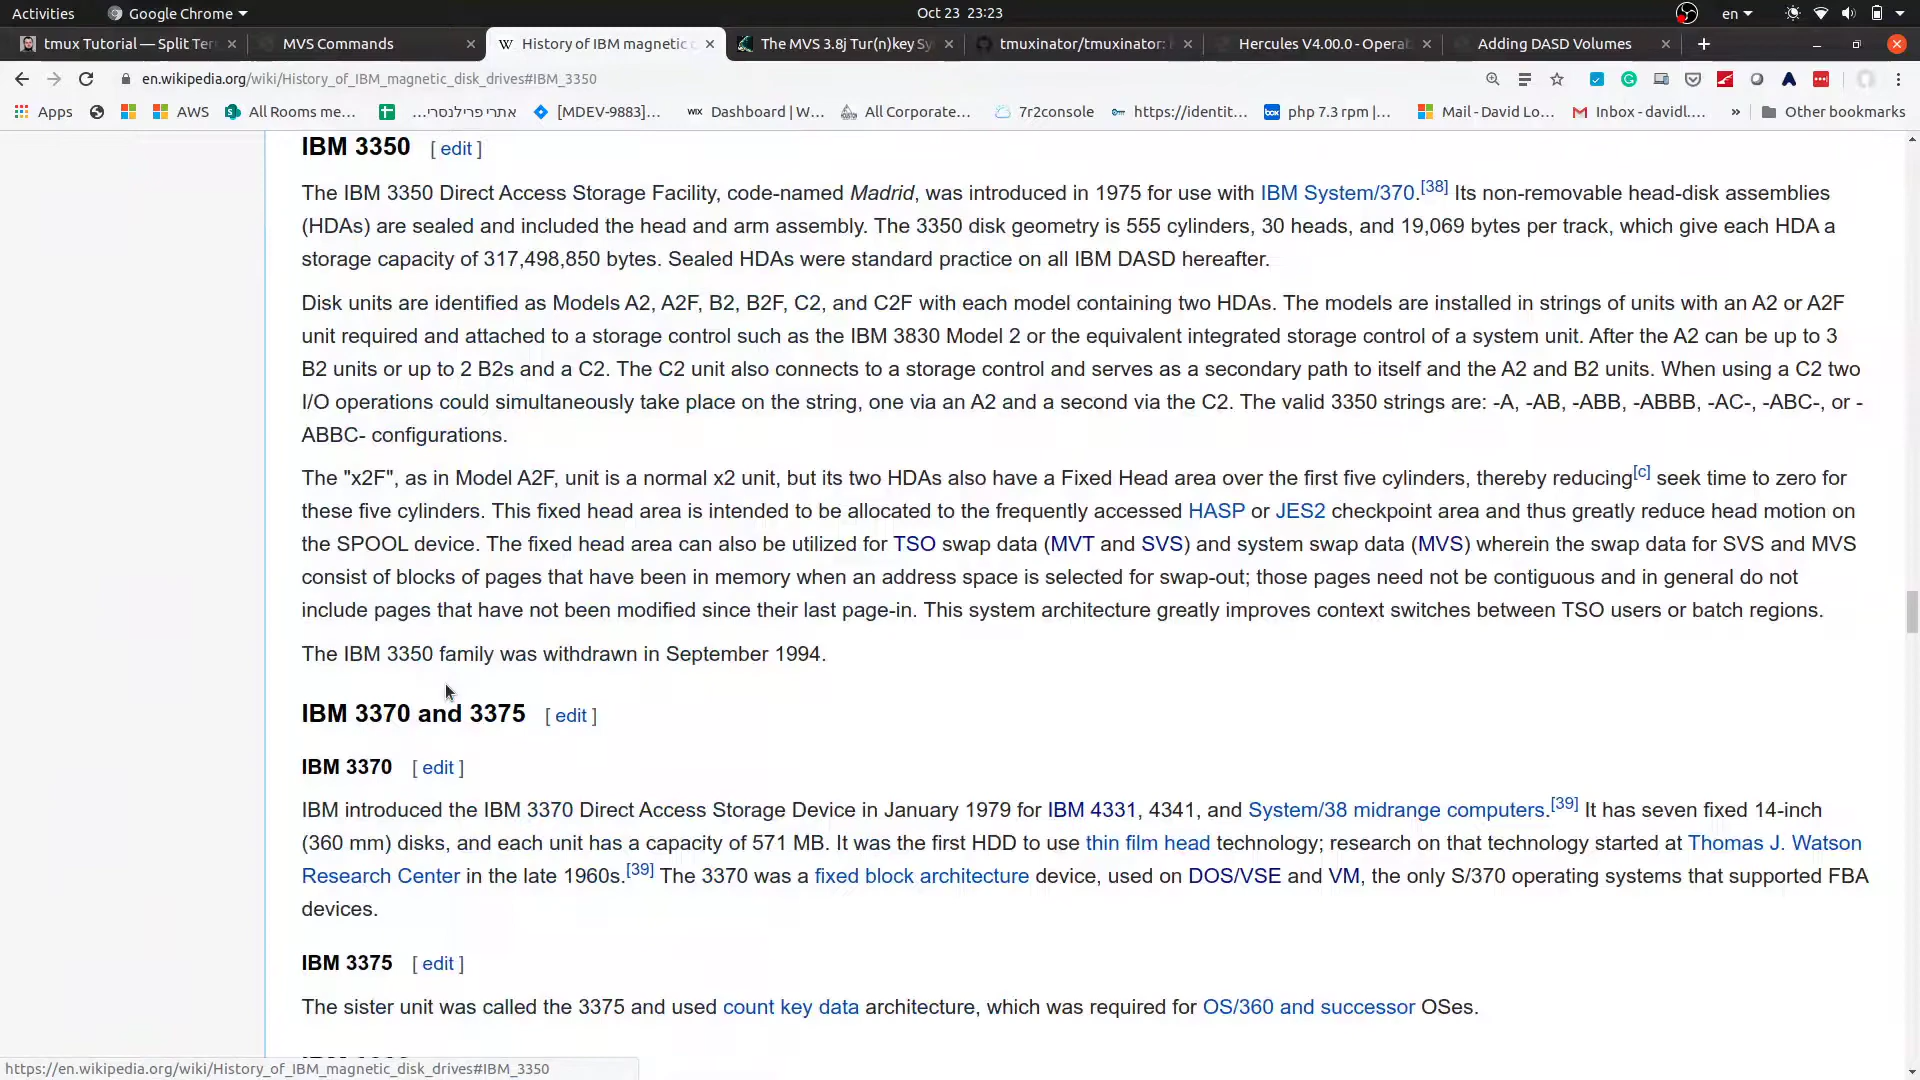 Activities
Google Chrome
Oct 23 23:23
en
tmux Tutorial — Split Ter
MVS Commands
W History of IBM magnetic
The MVS 3.8j Tur(n)key Sy
tmuxinator/tmuxinator:
Hercules V4.00.0 - Operat
Adding DASD Volumes
en.wikipedia.org/wiki/History_of_IBM_magnetic_disk_drives#IBM_3350
Apps
AWS
All Rooms me...
אתרי פרילנסרי...
[MDEV-9883]...
WIX Dashboard | W...
All Corporate...
7r2console
https://identit...
box php 7.3 rpm |...
Mail - David Lo...
Inbox - davidl....
»
Other bookmarks
IBM 3350 [ edit ]
The IBM 3350 Direct Access Storage Facility, code-named Madrid, was introduced in 1975 for use with IBM System/370.[38] Its non-removable head-disk assemblies
(HDAs) are sealed and included the head and arm assembly. The 3350 disk geometry is 555 cylinders, 30 heads, and 19,069 bytes per track, which give each HDA a
storage capacity of 317,498,850 bytes. Sealed HDAs were standard practice on all IBM DASD hereafter.
Disk units are identified as Models A2, A2F, B2, B2F, C2, and C2F with each model containing two HDAs. The models are installed in strings of units with an A2 or A2F
unit required and attached to a storage control such as the IBM 3830 Model 2 or the equivalent integrated storage control of a system unit. After the A2 can be up to 3
B2 units or up to 2 B2s and a C2. The C2 unit also connects to a storage control and serves as a secondary path to itself and the A2 and B2 units. When using a C2 two
I/O operations could simultaneously take place on the string, one via an A2 and a second via the C2. The valid 3350 strings are: -A, -AB, -ABB, -ABBB, -AC-, -ABC-, or -
ABBC- configurations.
The "x2F", as in Model A2F, unit is a normal x2 unit, but its two HDAs also have a Fixed Head area over the first five cylinders, thereby reducing[c] seek time to zero for
these five cylinders. This fixed head area is intended to be allocated to the frequently accessed HASP or JES2 checkpoint area and thus greatly reduce head motion on
the SPOOL device. The fixed head area can also be utilized for TSO swap data (MVT and SVS) and system swap data (MVS) wherein the swap data for SVS and MVS
consist of blocks of pages that have been in memory when an address space is selected for swap-out; those pages need not be contiguous and in general do not
include pages that have not been modified since their last page-in. This system architecture greatly improves context switches between TSO users or batch regions.
The IBM 3350 family was withdrawn in September 1994.
IBM 3370 and 3375 [ edit ]
IBM 3370 [ edit ]
IBM introduced the IBM 3370 Direct Access Storage Device in January 1979 for IBM 4331, 4341, and System/38 midrange computers.[39] It has seven fixed 14-inch
(360 mm) disks, and each unit has a capacity of 571 MB. It was the first HDD to use thin film head technology; research on that technology started at Thomas J. Watson
Research Center in the late 1960s.[39] The 3370 was a fixed block architecture device, used on DOS/VSE and VM, the only S/370 operating systems that supported FBA
devices.
IBM 3375 [ edit ]
The sister unit was called the 3375 and used count key data architecture, which was required for OS/360 and successor OSes.
https://en.wikipedia.org/wiki/History_of_IBM_magnetic_disk_drives#IBM_3350